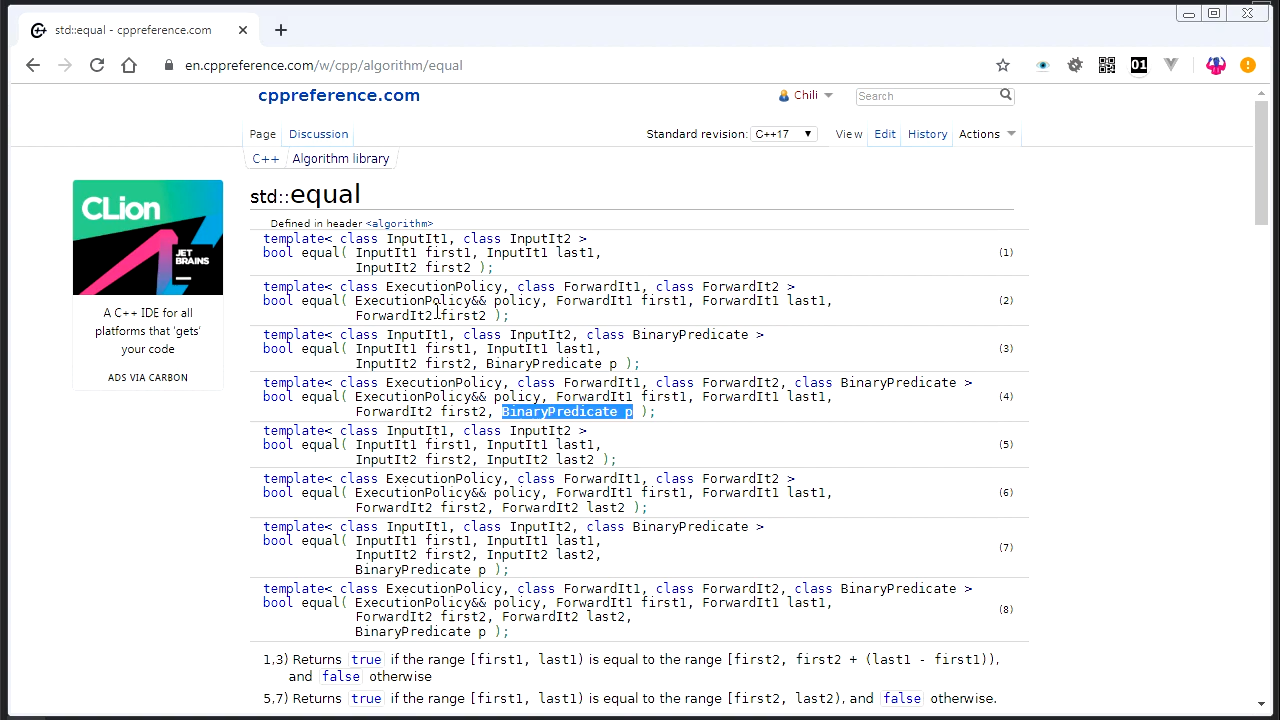 std::equal - cppreference.com
en.cppreference.com/w/cpp/algorithm/equal
01
cppreference.com
Chili
Search
Page Discussion Standard revision: C++17 View Edit History Actions
C++ Algorithm library
CLion
JET
BRAINS
A C++ IDE for all
platforms that 'gets'
your code
ADS VIA CARBON
std::equal
Defined in header <algorithm>
template< class InputIt1, class InputIt2 >
bool equal( InputIt1 first1, InputIt1 last1, (1)
InputIt2 first2 );
template< class ExecutionPolicy, class ForwardIt1, class ForwardIt2 >
bool equal( ExecutionPolicy&& policy, ForwardIt1 first1, ForwardIt1 last1, (2)
ForwardIt2 first2 );
template< class InputIt1, class InputIt2, class BinaryPredicate >
bool equal( InputIt1 first1, InputIt1 last1, (3)
InputIt2 first2, BinaryPredicate p );
template< class ExecutionPolicy, class ForwardIt1, class ForwardIt2, class BinaryPredicate >
bool equal( ExecutionPolicy&& policy, ForwardIt1 first1, ForwardIt1 last1, (4)
ForwardIt2 first2, BinaryPredicate p );
template< class InputIt1, class InputIt2 >
bool equal( InputIt1 first1, InputIt1 last1, (5)
InputIt2 first2, InputIt2 last2 );
template< class ExecutionPolicy, class ForwardIt1, class ForwardIt2 >
bool equal( ExecutionPolicy&& policy, ForwardIt1 first1, ForwardIt1 last1, (6)
ForwardIt2 first2, ForwardIt2 last2 );
template< class InputIt1, class InputIt2, class BinaryPredicate >
bool equal( InputIt1 first1, InputIt1 last1,
InputIt2 first2, InputIt2 last2, (7)
BinaryPredicate p );
template< class ExecutionPolicy, class ForwardIt1, class ForwardIt2, class BinaryPredicate >
bool equal( ExecutionPolicy&& policy, ForwardIt1 first1, ForwardIt1 last1, (8)
ForwardIt2 first2, ForwardIt2 last2,
BinaryPredicate p );
1,3) Returns true if the range [first1, last1) is equal to the range [first2, first2 + (last1 - first1)),
and false otherwise
5,7) Returns true if the range [first1, last1) is equal to the range [first2, last2), and false otherwise.